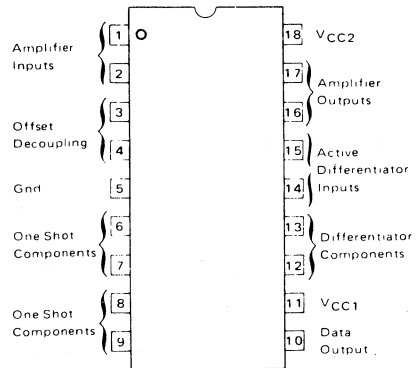 Amplifier
Inputs
1
2
Offset
Decoupling
3
4
Gnd
5
One Shot
Components
6
7
One Shot
Components
8
9
18 VCC2
17
16
Amplifier
Outputs
15
14
Active
Differentiator
Inputs
13
12
Differentiator
Components
11 VCC1
10 Data
Output